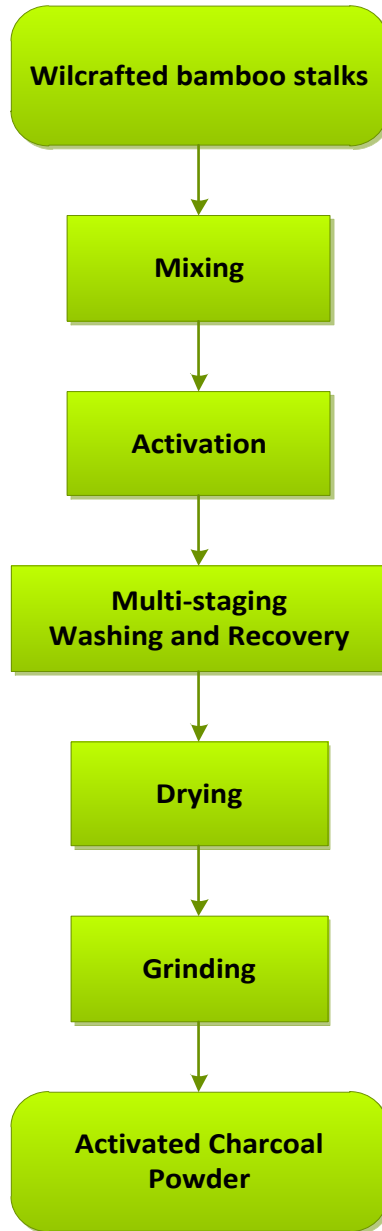 Wilcrafted bamboo stalks
Mixing
Activation
Multi-staging
Washing and Recovery
Drying
Grinding
Activated Charcoal
Powder